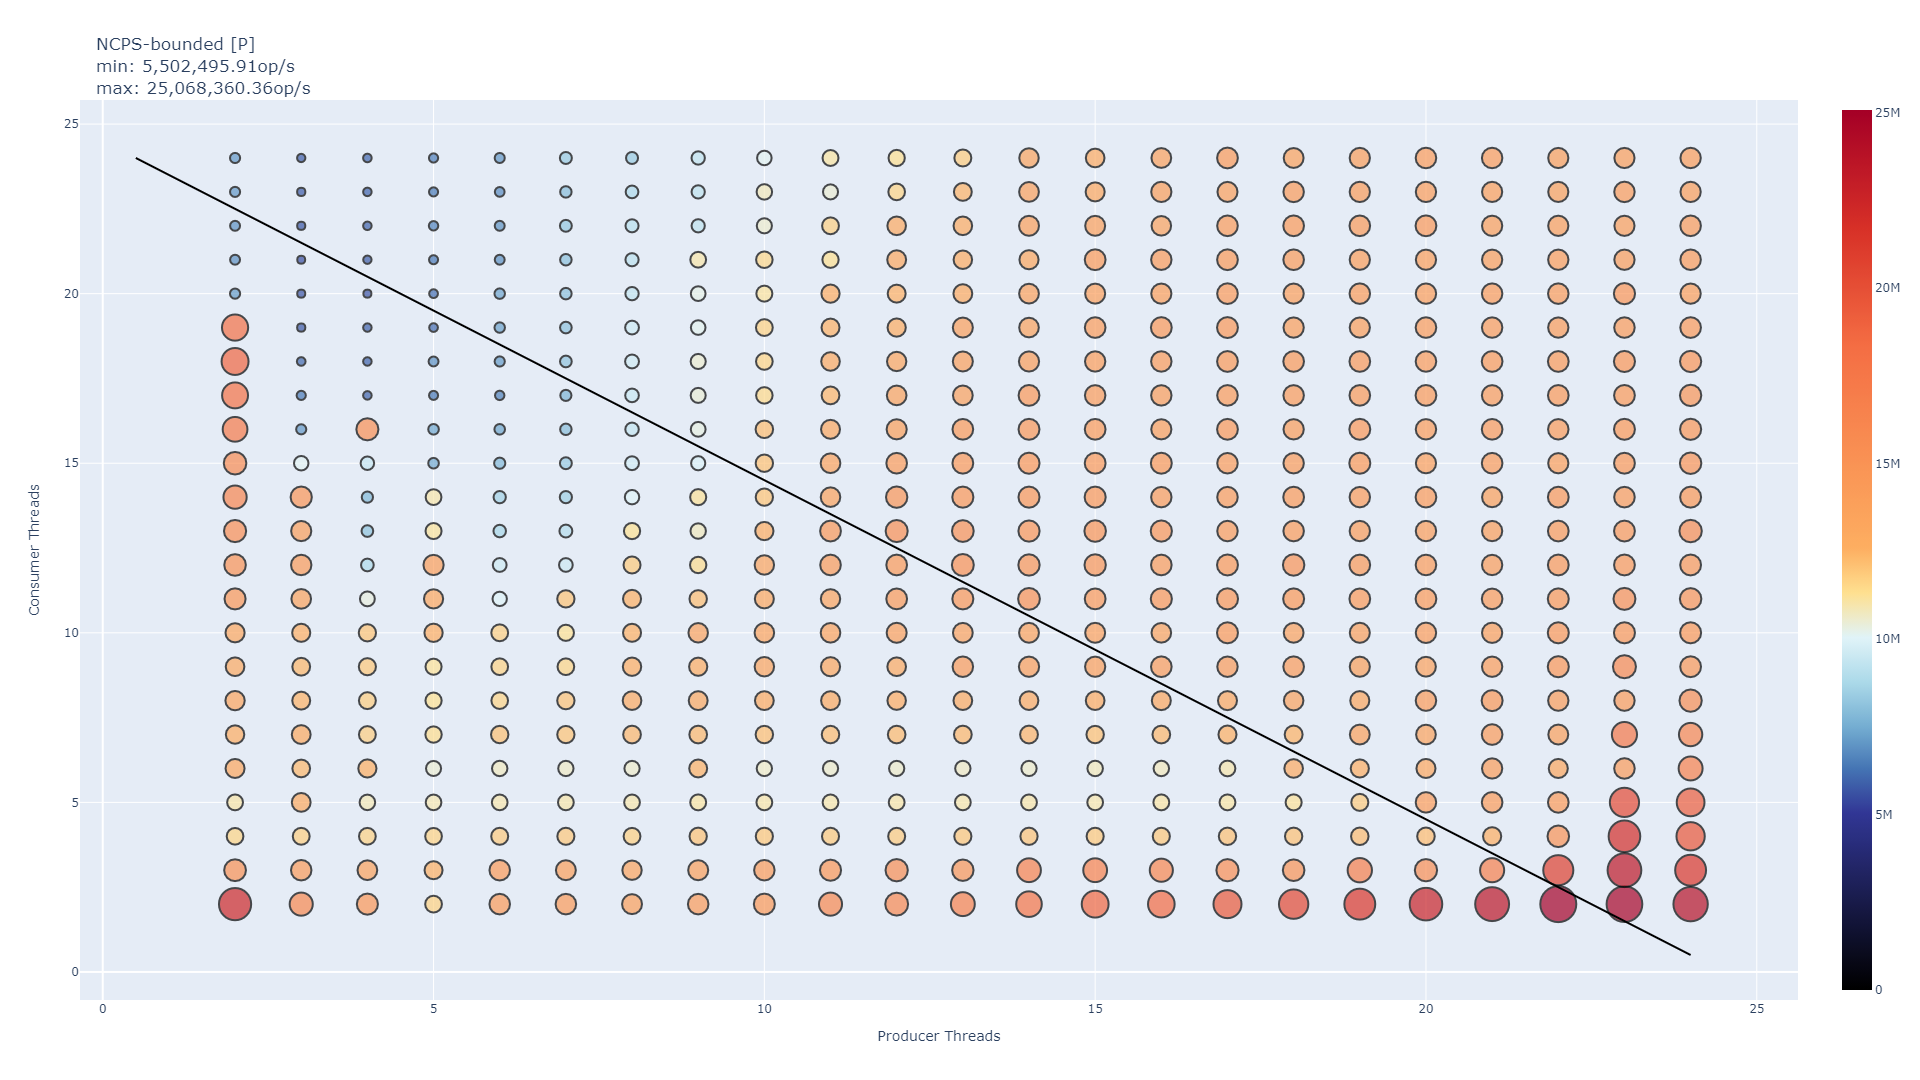 NCPS-bounded [P]
min: 5,502,495.91op/s
max: 25,068,360.36op/s
25
20
15
10
5
0
Consumer Threads
0
5
10
15
20
25
Producer Threads
25M
20M
15M
10M
5M
0